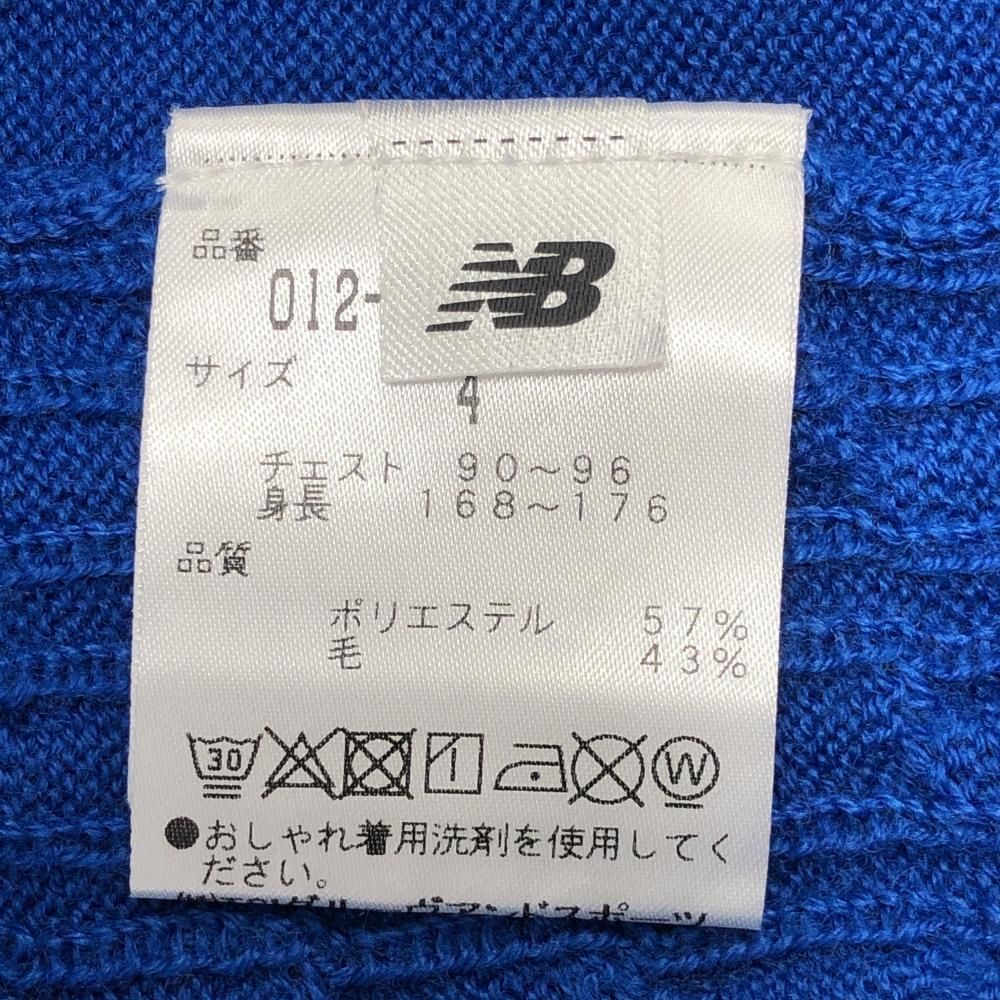 品番
012-
NB
サイズ
4
チェスト 90～96
身長 168～176
品質
ポリエステル 57%
毛 43%
30
W
●おしゃれ着用洗剤を使用してく
ださい。